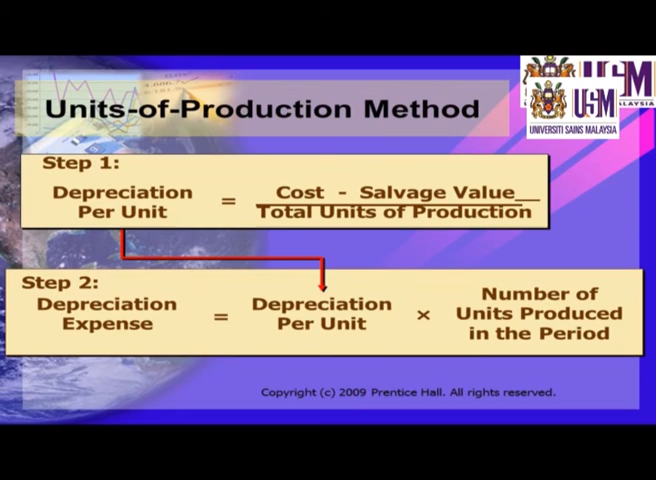 USM
UNIVERSITI SAINS MALAYSIA
Units-of-Production Method
Step 1:
Depreciation Per Unit = Cost - Salvage Value
Total Units of Production
Step 2:
Depreciation Expense = Depreciation Per Unit × Number of Units Produced in the Period
Copyright (c) 2009 Prentice Hall. All rights reserved.